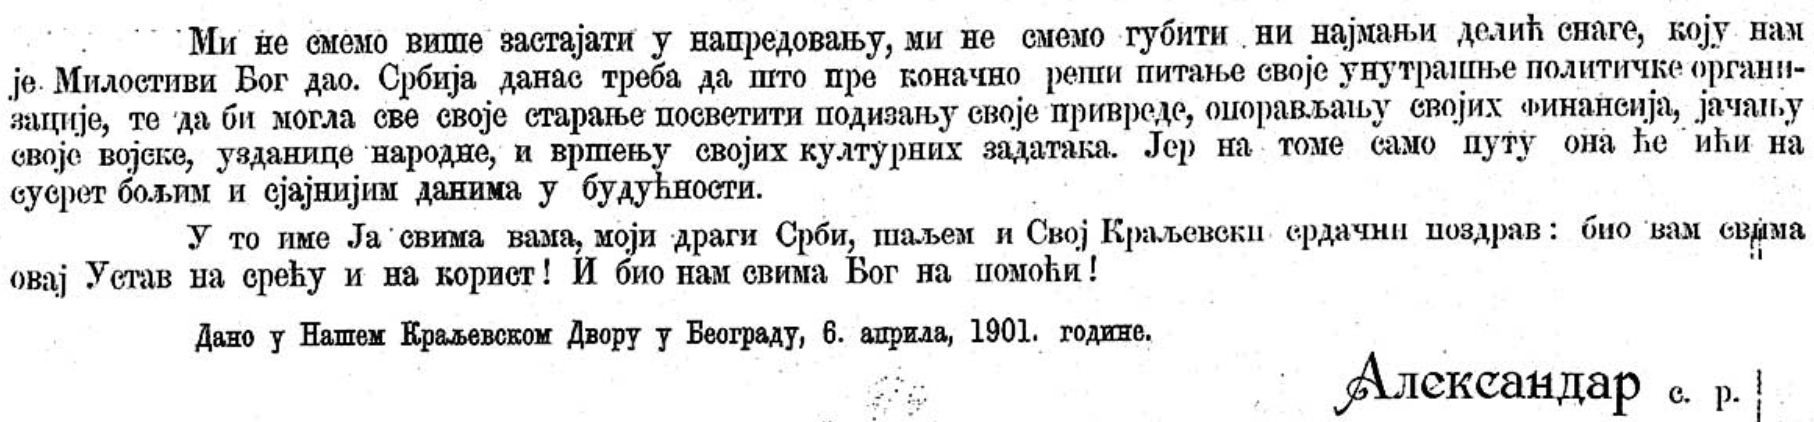 Ми не смемо више застајати у напредовању, ми не смемо губити ни најмањи делић снаге, коју нам
је Милостиви Бог дао. Србија данас треба да што пре коначно реши питање своје унутрашње политичке органи-
зације, те да би могла све своје старање посветити подизању своје привреде, опорављању својих финансија, јачању
своје војске, узданице народне, и вршењу својих културних задатака. Јер на томе само путу она ће ићи на
сусрет бољим и сјајнијим данима у будућности.
У то име Ја свима вама, моји драги Срби, шаљем и Свој Краљевски срдачни поздрав: био вам свима
овај Устав на срећу и на корист! И био нам свима Бог на помоћи!
Дано у Нашем Краљевском Двору у Београду, 6. априла, 1901. године.
Александар с. р.